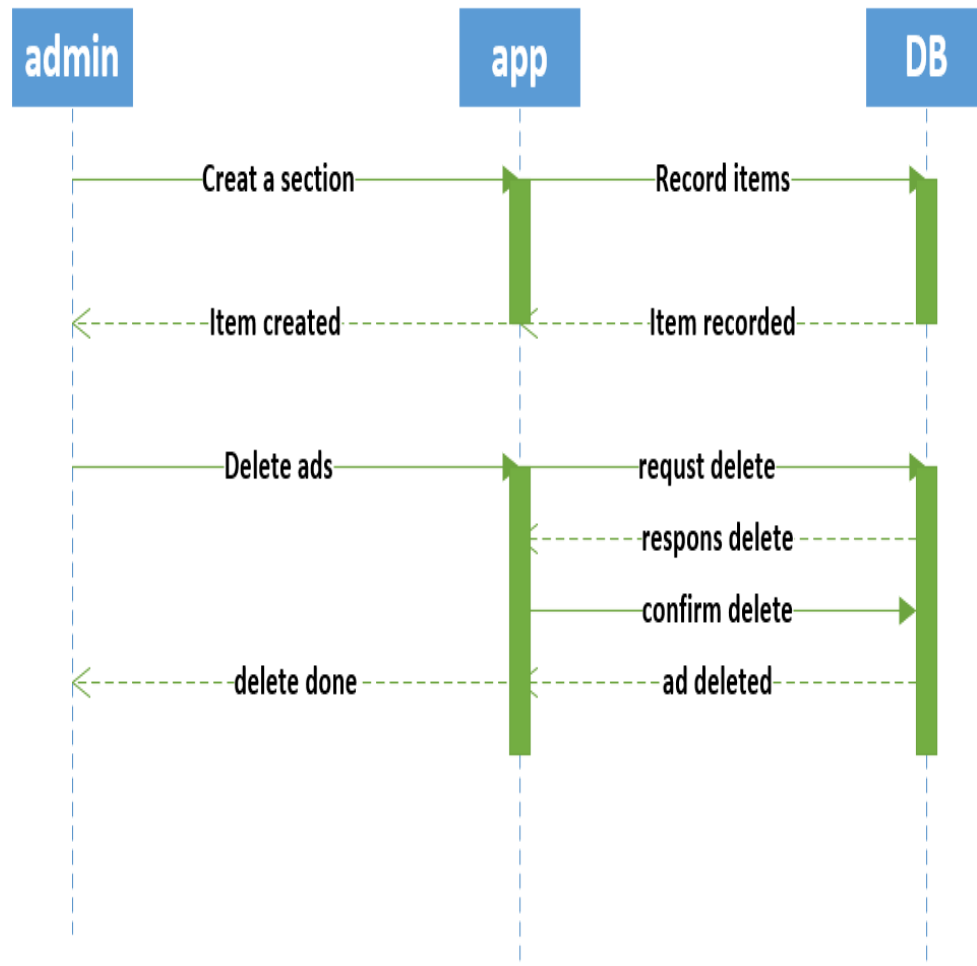 admin
app
DB
Creat a section
Record items
Item created
Item recorded
Delete ads
requst delete
respons delete
confirm delete
delete done
ad deleted